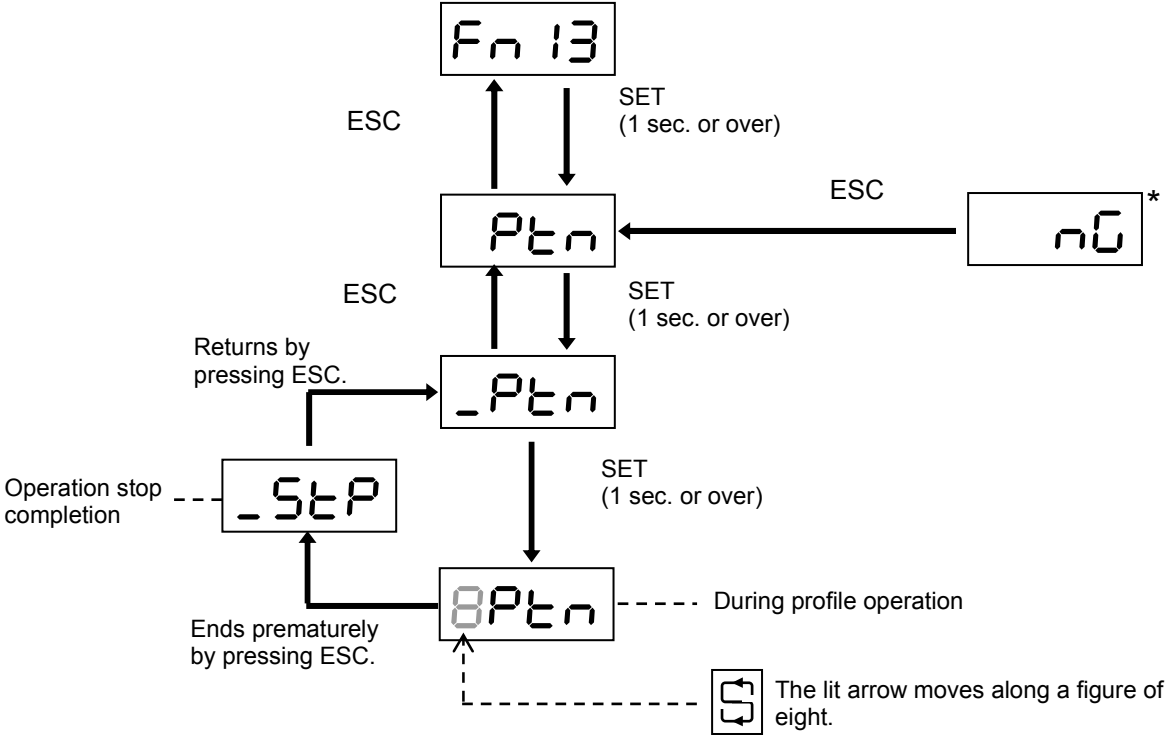 Fn 13
ESC
SET
(1 sec. or over)
Ptn
ESC
nG
*
ESC
SET
(1 sec. or over)
Returns by
pressing ESC.
_Ptn
Operation stop
completion
_StP
SET
(1 sec. or over)
8Ptn
During profile operation
Ends prematurely
by pressing ESC.
The lit arrow moves along a figure of
eight.